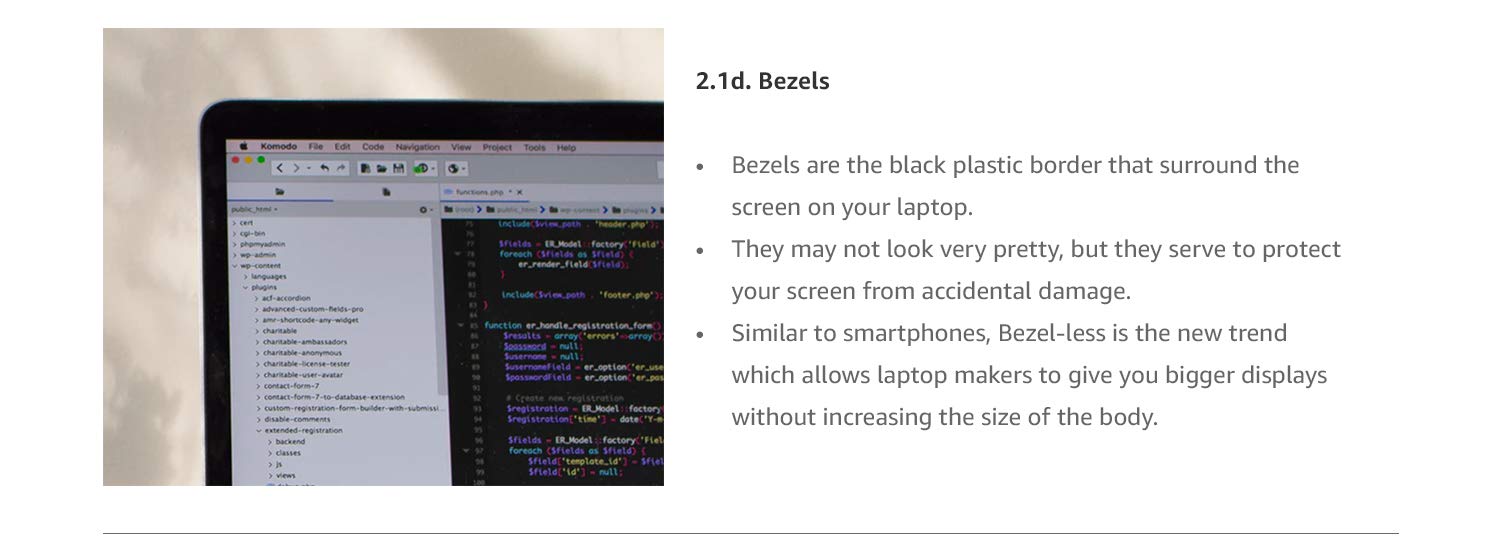 2.1d. Bezels
• Bezels are the black plastic border that surround the
screen on your laptop.
• They may not look very pretty, but they serve to protect
your screen from accidental damage.
• Similar to smartphones, Bezel-less is the new trend
which allows laptop makers to give you bigger displays
without increasing the size of the body.
Komodo File Edit Code Navigation View Project Tools Help
functions.php
public_html
(root) public_html wp-content plugins
cert
cgi-bin
phpmyadmin
wp-admin
wp-content
languages
plugins
acf-accordion
advanced-custom-fields-pro
amr-shortcode-any-widget
charitable
charitable-ambassadors
charitable-anonymous
charitable-license-tester
charitable-user-avatar
contact-form-7
contact-form-7-to-database-extension
custom-registration-form-builder-with-submissi...
disable-comments
extended-registration
backend
classes
js
views
75 include($view_path . 'header.php');
76
77 $fields = ER_Model::factory('Field')
78 foreach ($fields as $field) {
79 er_render_field($field);
80 }
81
82 include($view_path . 'footer.php');
83 }
84
85 function er_handle_registration_form()
86 $results = array('errors'=>array()
87 $password = null;
88 $username = null;
89 $usernameField = er_option('er_use
90 $passwordField = er_option('er_pas
91
92 # Create new registration
93 $registration = ER_Model::factory
94 $registration['time'] = date('Y-m-
95
96 $fields = ER_Model::factory('Fiel
97 foreach ($fields as $field) {
98 $field['template_id'] = $fiel
99 $field['id'] = null;
100